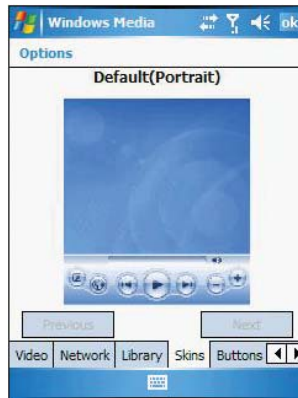 Windows Media
ok
Options
Default(Portrait)
Previous
Next
Video Network Library Skins Buttons